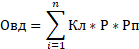 Овд = ∑_{i=1}^{n} Кл * Р * Рп